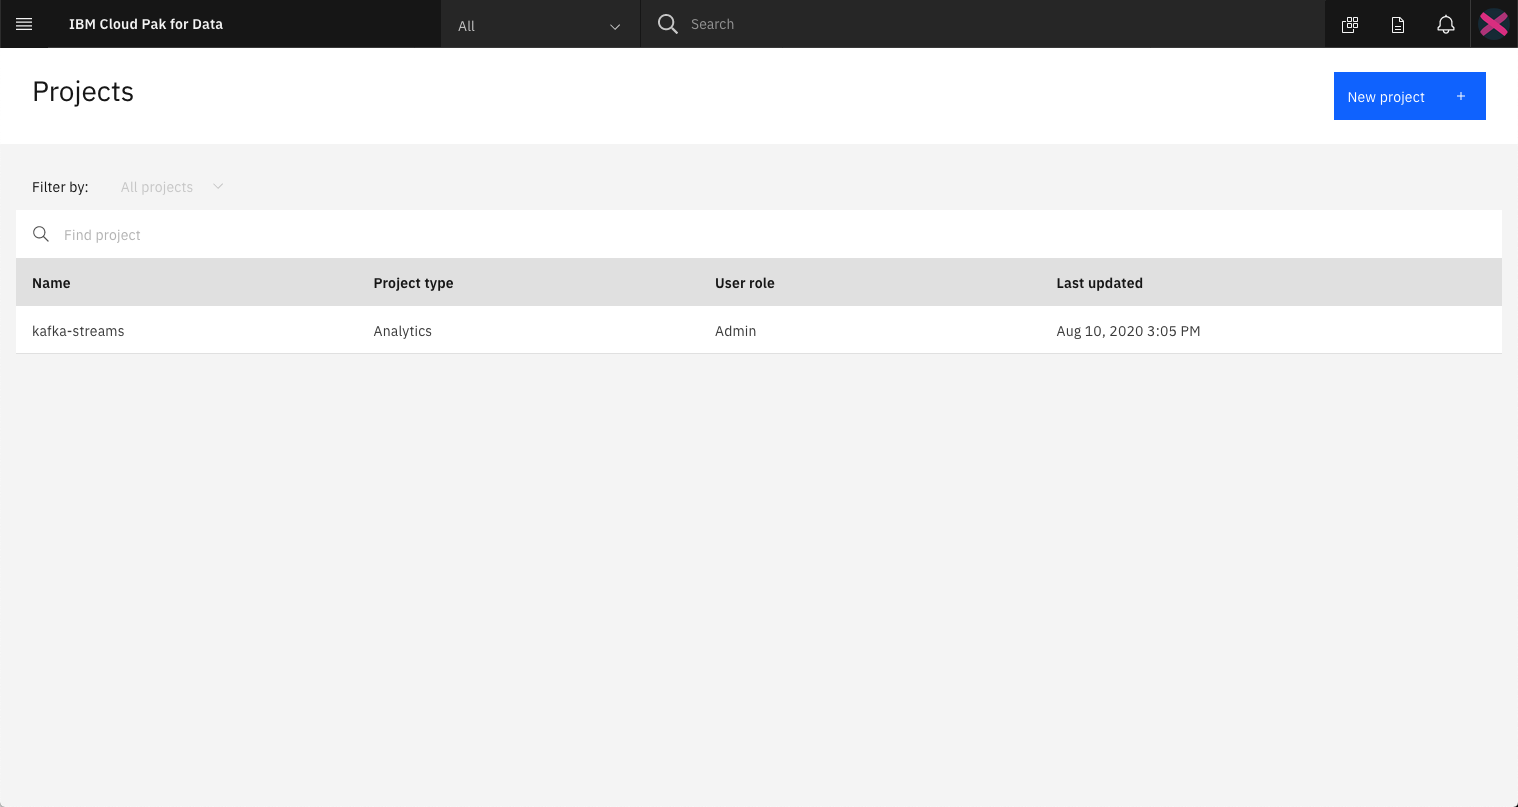 IBM Cloud Pak for Data All Search
Projects
New project +
Filter by: All projects
Find project
Name Project type User role Last updated
kafka-streams Analytics Admin Aug 10, 2020 3:05 PM